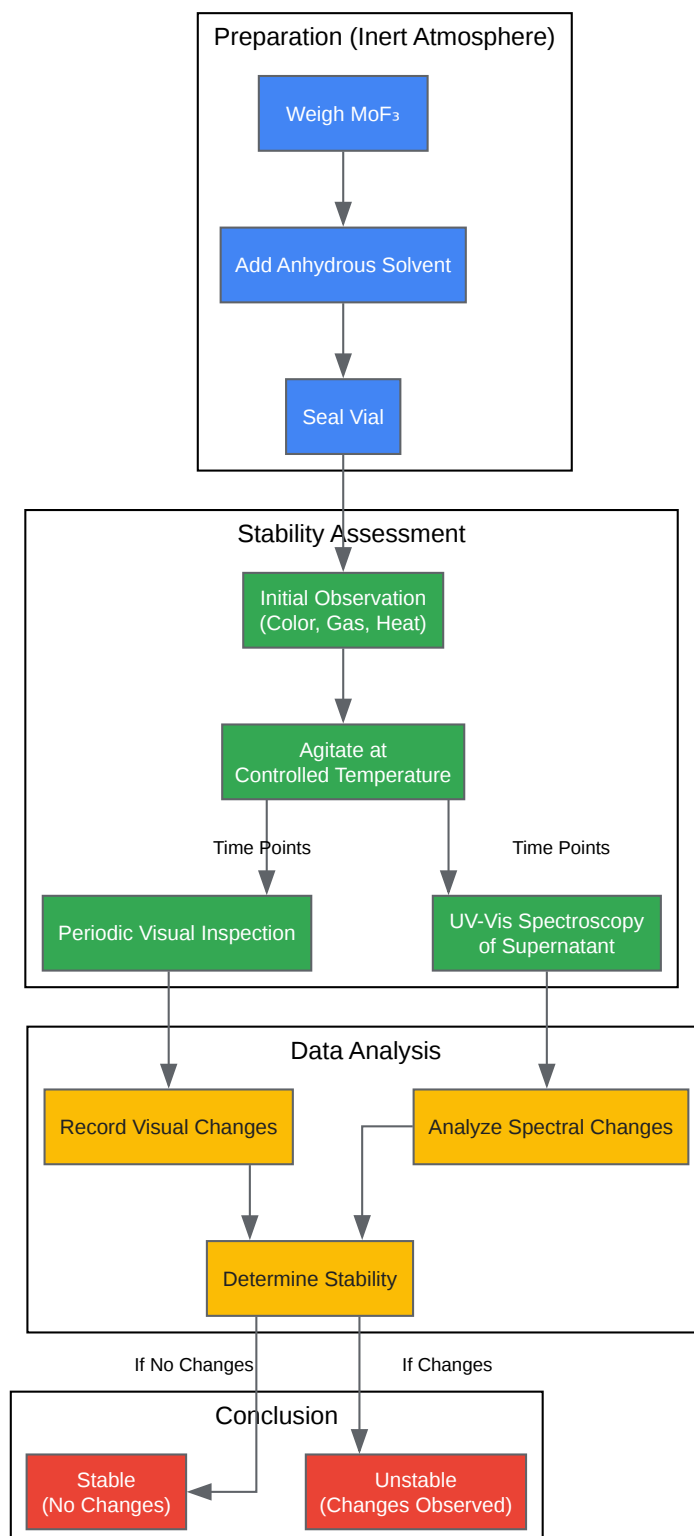 Preparation (Inert Atmosphere)
Weigh MoF₃
Add Anhydrous Solvent
Seal Vial
Stability Assessment
Initial Observation
(Color, Gas, Heat)
Agitate at
Controlled Temperature
Time Points
Time Points
Periodic Visual Inspection
UV-Vis Spectroscopy
of Supernatant
Data Analysis
Record Visual Changes
Analyze Spectral Changes
Determine Stability
If No Changes
If Changes
Conclusion
Stable
(No Changes)
Unstable
(Changes Observed)